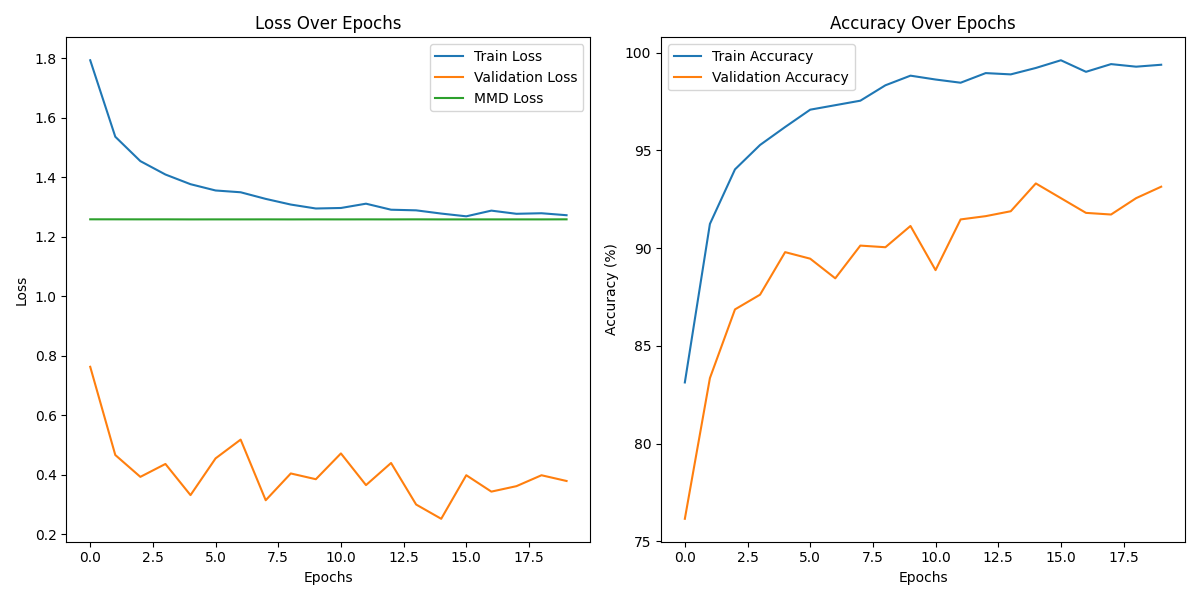 Loss Over Epochs
Train Loss
Validation Loss
MMD Loss
1.8
1.6
1.4
1.2
1.0
0.8
0.6
0.4
0.2
Loss
0.0 2.5 5.0 7.5 10.0 12.5 15.0 17.5
Epochs
Accuracy Over Epochs
Train Accuracy
Validation Accuracy
100
95
90
85
80
75
Accuracy (%)
0.0 2.5 5.0 7.5 10.0 12.5 15.0 17.5
Epochs